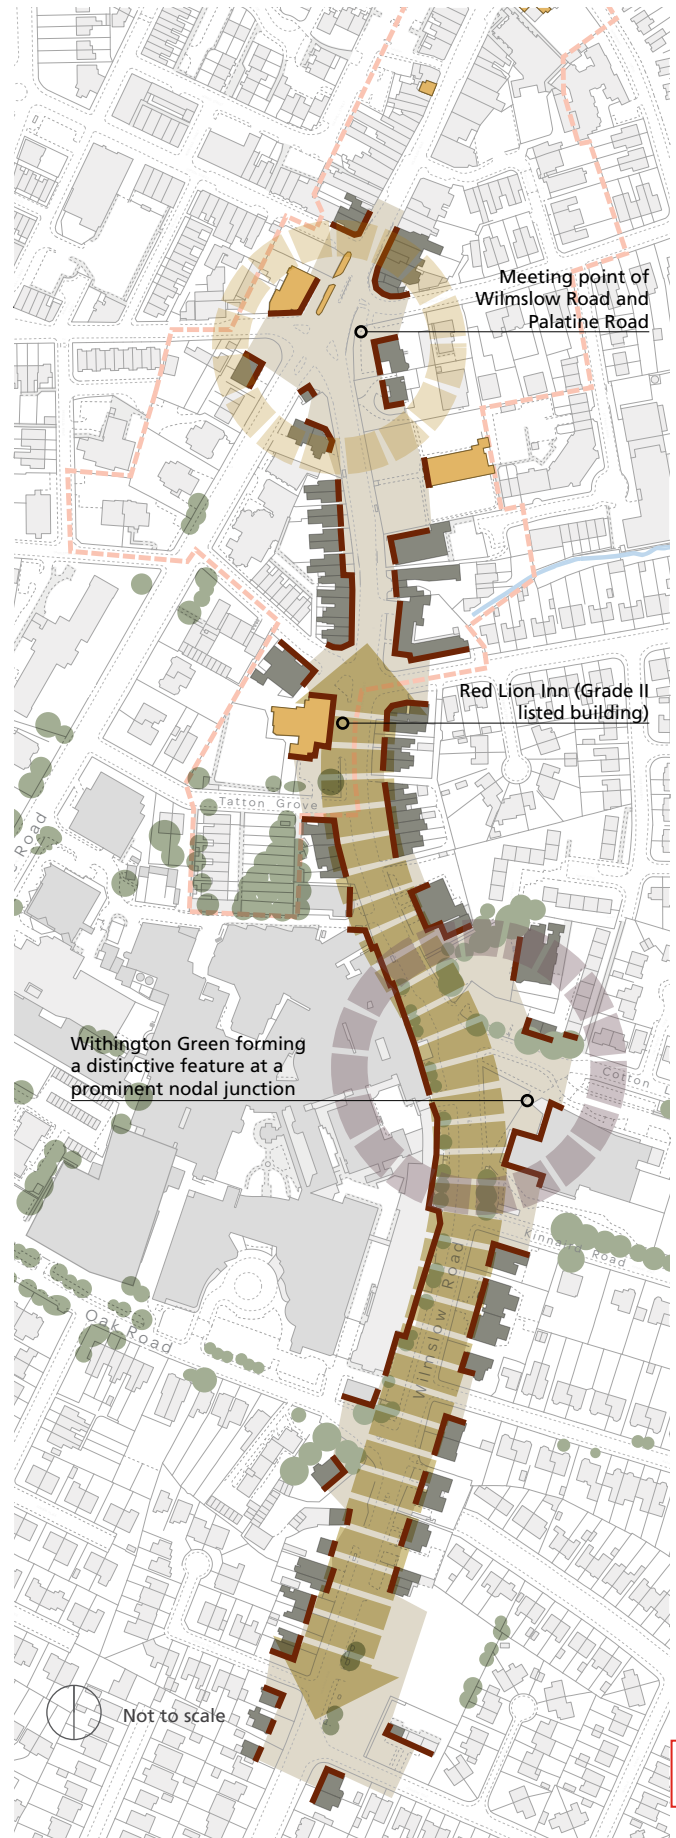 Meeting point of
Wilmslow Road and
Palatine Road
Red Lion Inn (Grade II
listed building)
Tatton Grove
Road
Withington Green forming
a distinctive feature at a
prominent nodal junction
Cotton
Kinnaird Road
Wilmslow Road
Oak Road
Not to scale